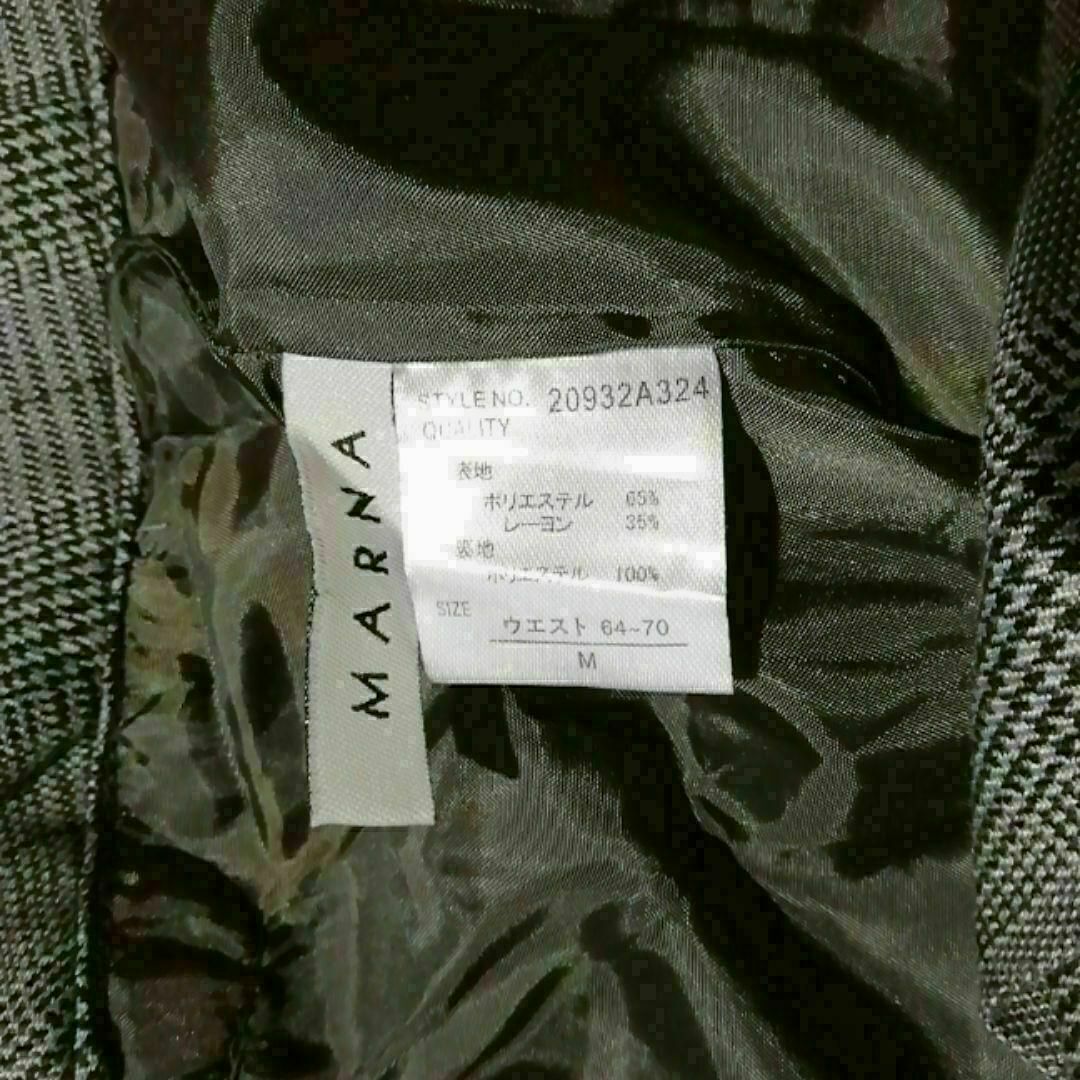 MARNA
STYLE NO. 20932A324
QUALITY
表地
ポリエステル 65%
レーヨン 35%
裏地
ポリエステル 100%
SIZE
ウエスト 64~70
M